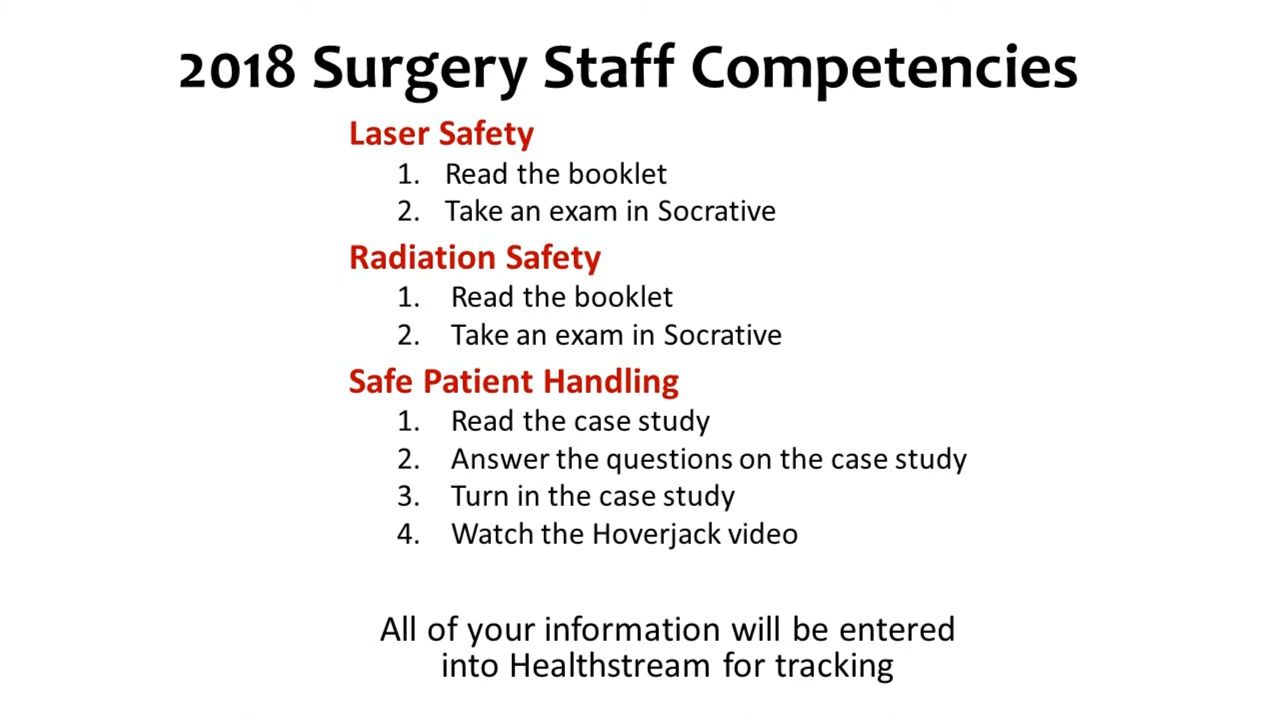 2018 Surgery Staff Competencies
Laser Safety
1. Read the booklet
2. Take an exam in Socrative
Radiation Safety
1. Read the booklet
2. Take an exam in Socrative
Safe Patient Handling
1. Read the case study
2. Answer the questions on the case study
3. Turn in the case study
4. Watch the Hoverjack video
All of your information will be entered
into Healthstream for tracking